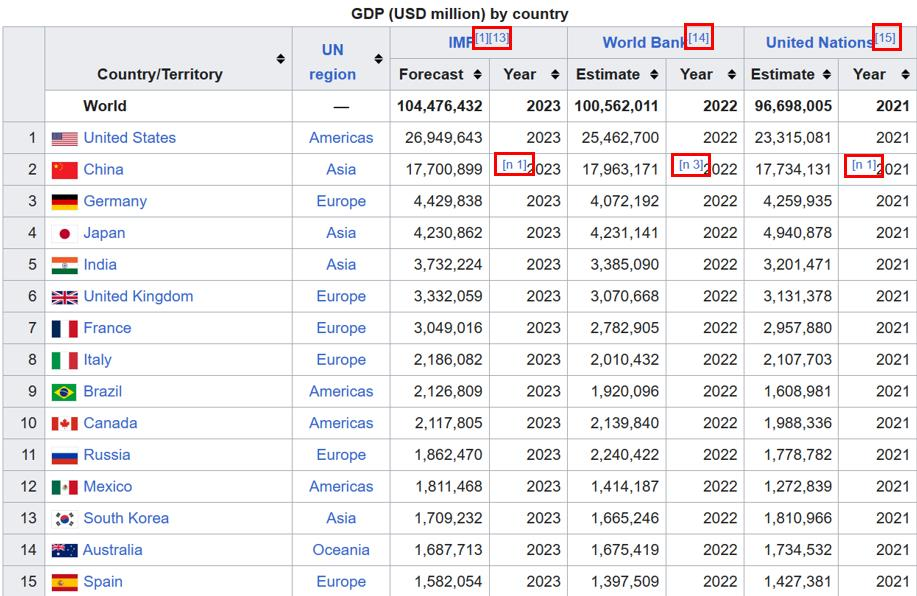 GDP (USD million) by country
Country/Territory UN region IMF[1][13] World Bank[14] United Nations[15]
Forecast Year Estimate Year Estimate Year
World — 104,476,432 2023 100,562,011 2022 96,698,005 2021
1 United States Americas 26,949,643 2023 25,462,700 2022 23,315,081 2021
2 China Asia 17,700,899 [n 1]2023 17,963,171 [n 3]2022 17,734,131 [n 1]2021
3 Germany Europe 4,429,838 2023 4,072,192 2022 4,259,935 2021
4 Japan Asia 4,230,862 2023 4,231,141 2022 4,940,878 2021
5 India Asia 3,732,224 2023 3,385,090 2022 3,201,471 2021
6 United Kingdom Europe 3,332,059 2023 3,070,668 2022 3,131,378 2021
7 France Europe 3,049,016 2023 2,782,905 2022 2,957,880 2021
8 Italy Europe 2,186,082 2023 2,010,432 2022 2,107,703 2021
9 Brazil Americas 2,126,809 2023 1,920,096 2022 1,608,981 2021
10 Canada Americas 2,117,805 2023 2,139,840 2022 1,988,336 2021
11 Russia Europe 1,862,470 2023 2,240,422 2022 1,778,782 2021
12 Mexico Americas 1,811,468 2023 1,414,187 2022 1,272,839 2021
13 South Korea Asia 1,709,232 2023 1,665,246 2022 1,810,966 2021
14 Australia Oceania 1,687,713 2023 1,675,419 2022 1,734,532 2021
15 Spain Europe 1,582,054 2023 1,397,509 2022 1,427,381 2021